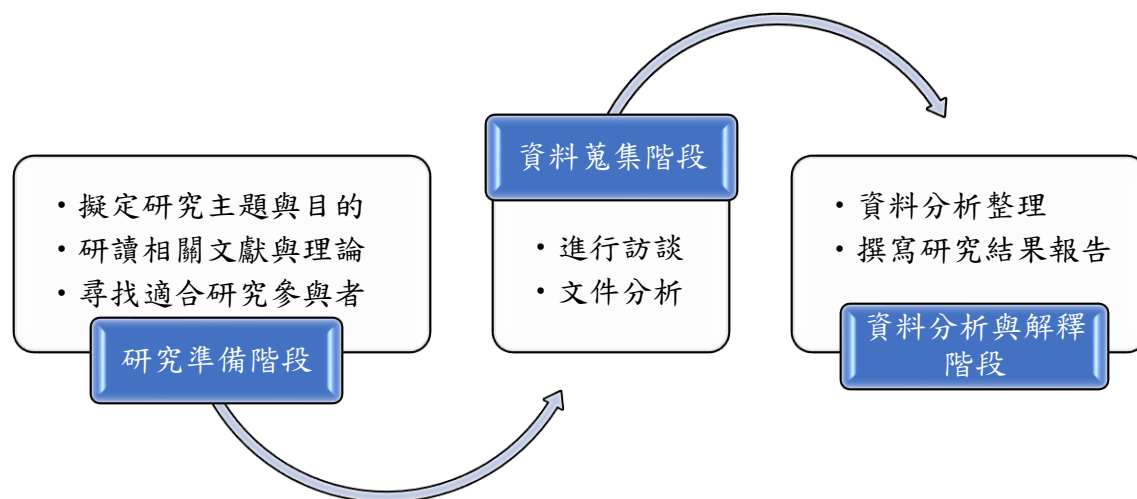 • 擬定研究主題與目的
• 研讀相關文獻與理論
• 尋找適合研究參與者
研究準備階段
資料蒐集階段
• 進行訪談
• 文件分析
• 資料分析整理
• 撰寫研究結果報告
資料分析與解釋
階段